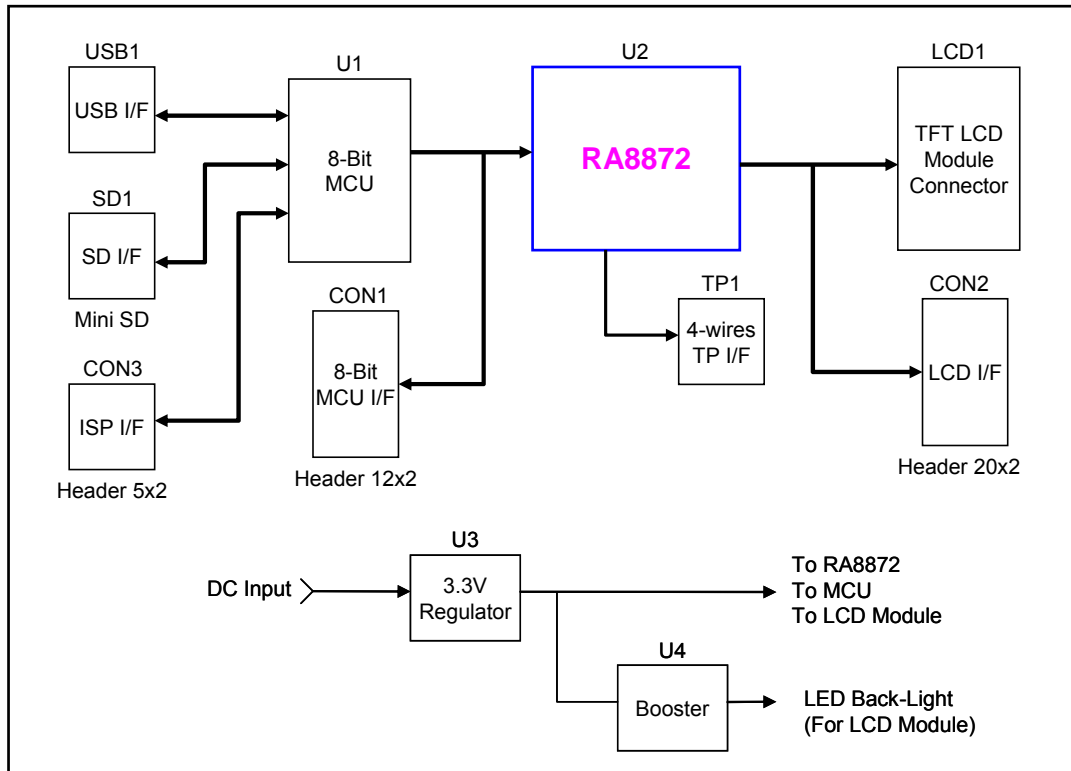 USB1
USB I/F
SD1
SD I/F
Mini SD
CON3
ISP I/F
Header 5x2
U1
8-Bit
MCU
CON1
8-Bit
MCU I/F
Header 12x2
U2
RA8872
TP1
4-wires
TP I/F
LCD1
TFT LCD
Module
Connector
CON2
LCD I/F
Header 20x2
DC Input
U3
3.3V
Regulator
To RA8872
To MCU
To LCD Module
U4
Booster
LED Back-Light
(For LCD Module)